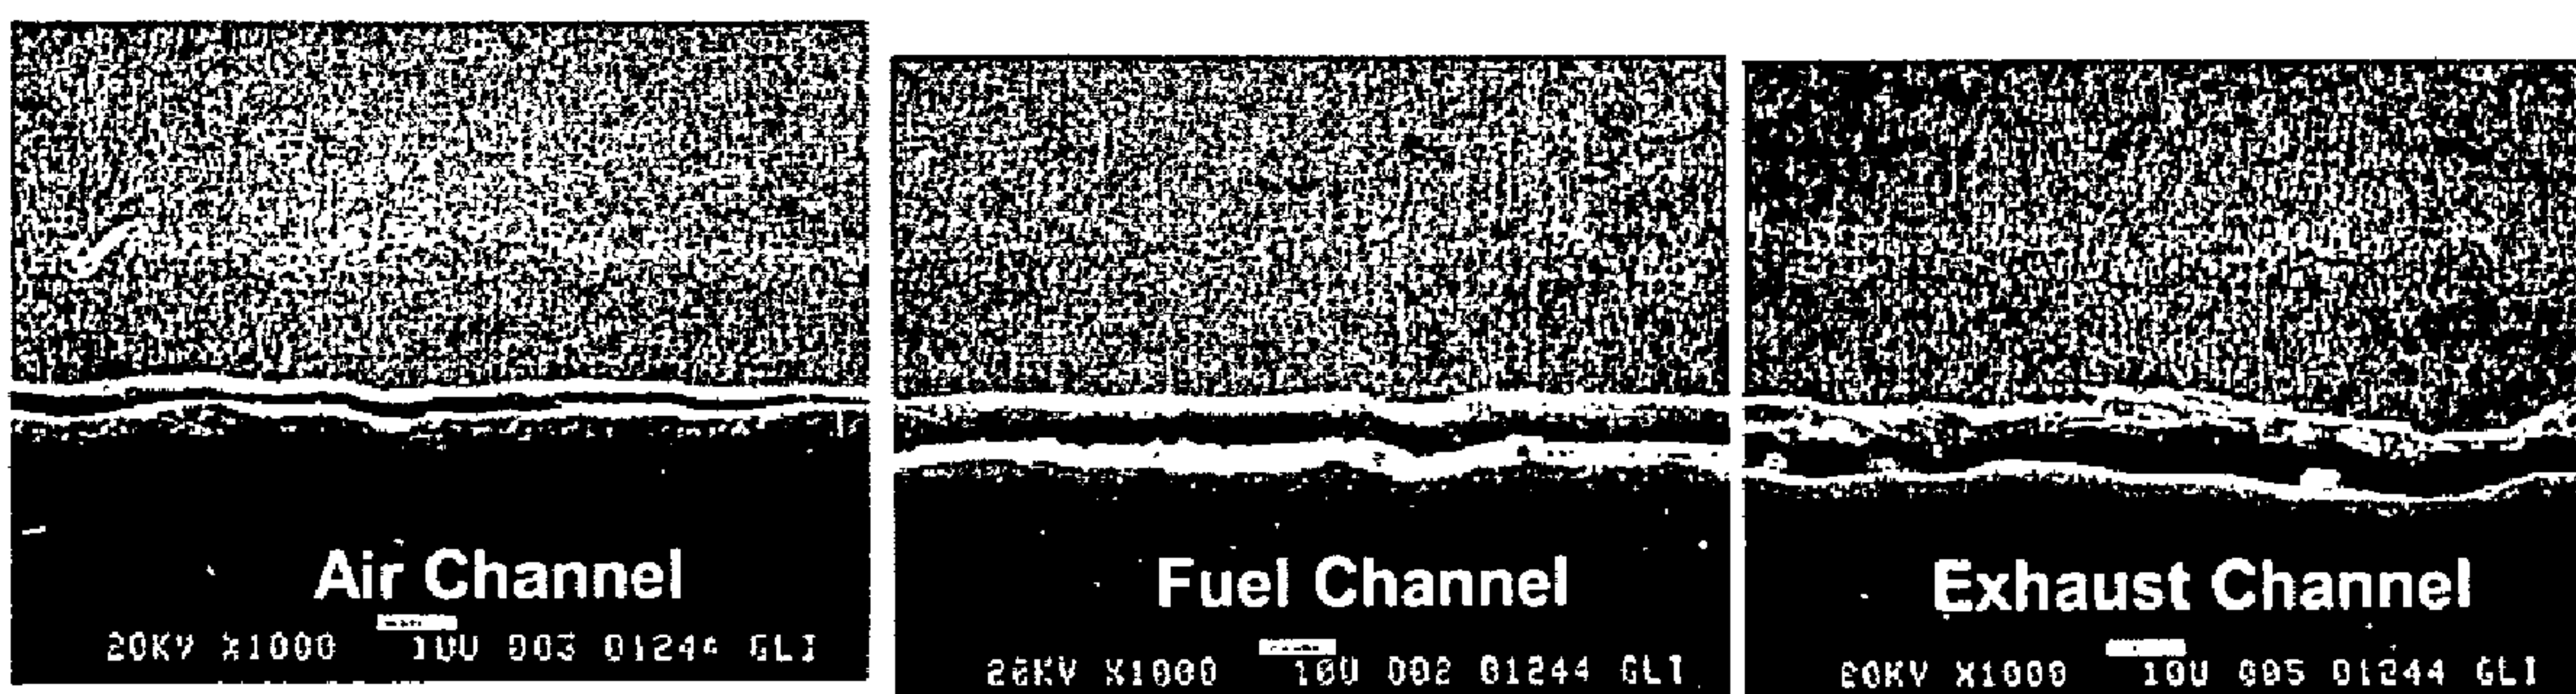 Air Channel
20KV X1000 10U 003 01244 GLI
Fuel Channel
20KV X1000 10U 002 01244 GLI
Exhaust Channel
20KV X1000 10U 005 01244 GLI